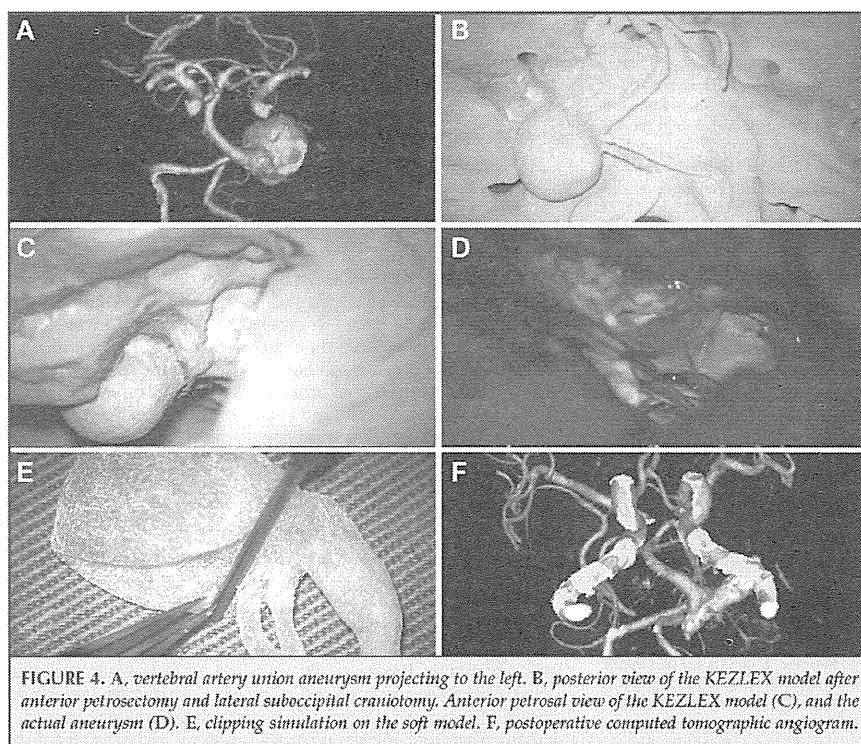 A
B
C
D
E
F
FIGURE 4. A, vertebral artery union aneurysm projecting to the left. B, posterior view of the KEZLEX model after
anterior petrosectomy and lateral suboccipital craniotomy. Anterior petrosal view of the KEZLEX model (C), and the
actual aneurysm (D). E, clipping simulation on the soft model. F, postoperative computed tomographic angiogram.